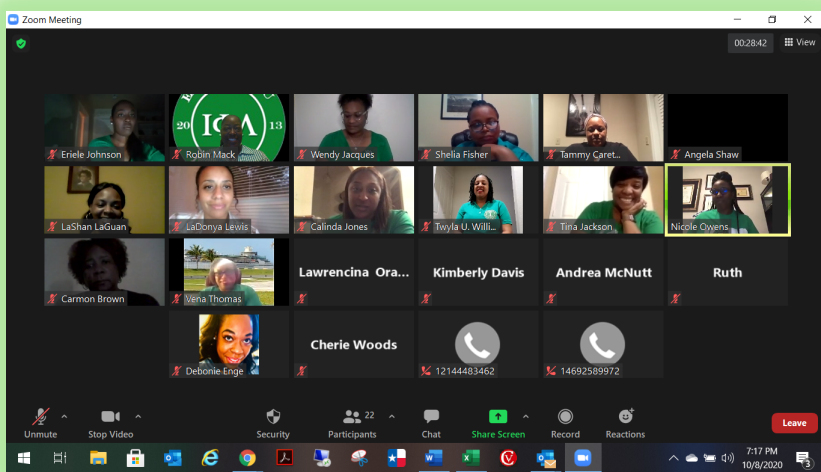 Zoom Meeting
00:28:42
View
20 13
Eriele Johnson
Robin Mack
Wendy Jacques
Shelia Fisher
Tammy Caret...
Angela Shaw
LaShan LaGuan
LaDonya Lewis
Calinda Jones
Twyla U. Willi...
Tina Jackson
Nicole Owens
Carmon Brown
Vena Thomas
Lawrencina Ora...
Kimberly Davis
Andrea McNutt
Ruth
Debonie Enge
Cherie Woods
12144483462
14692589972
Unmute
Stop Video
Security
Participants
22
Chat
Share Screen
Record
Reactions
Leave
7:17 PM
10/8/2020
3